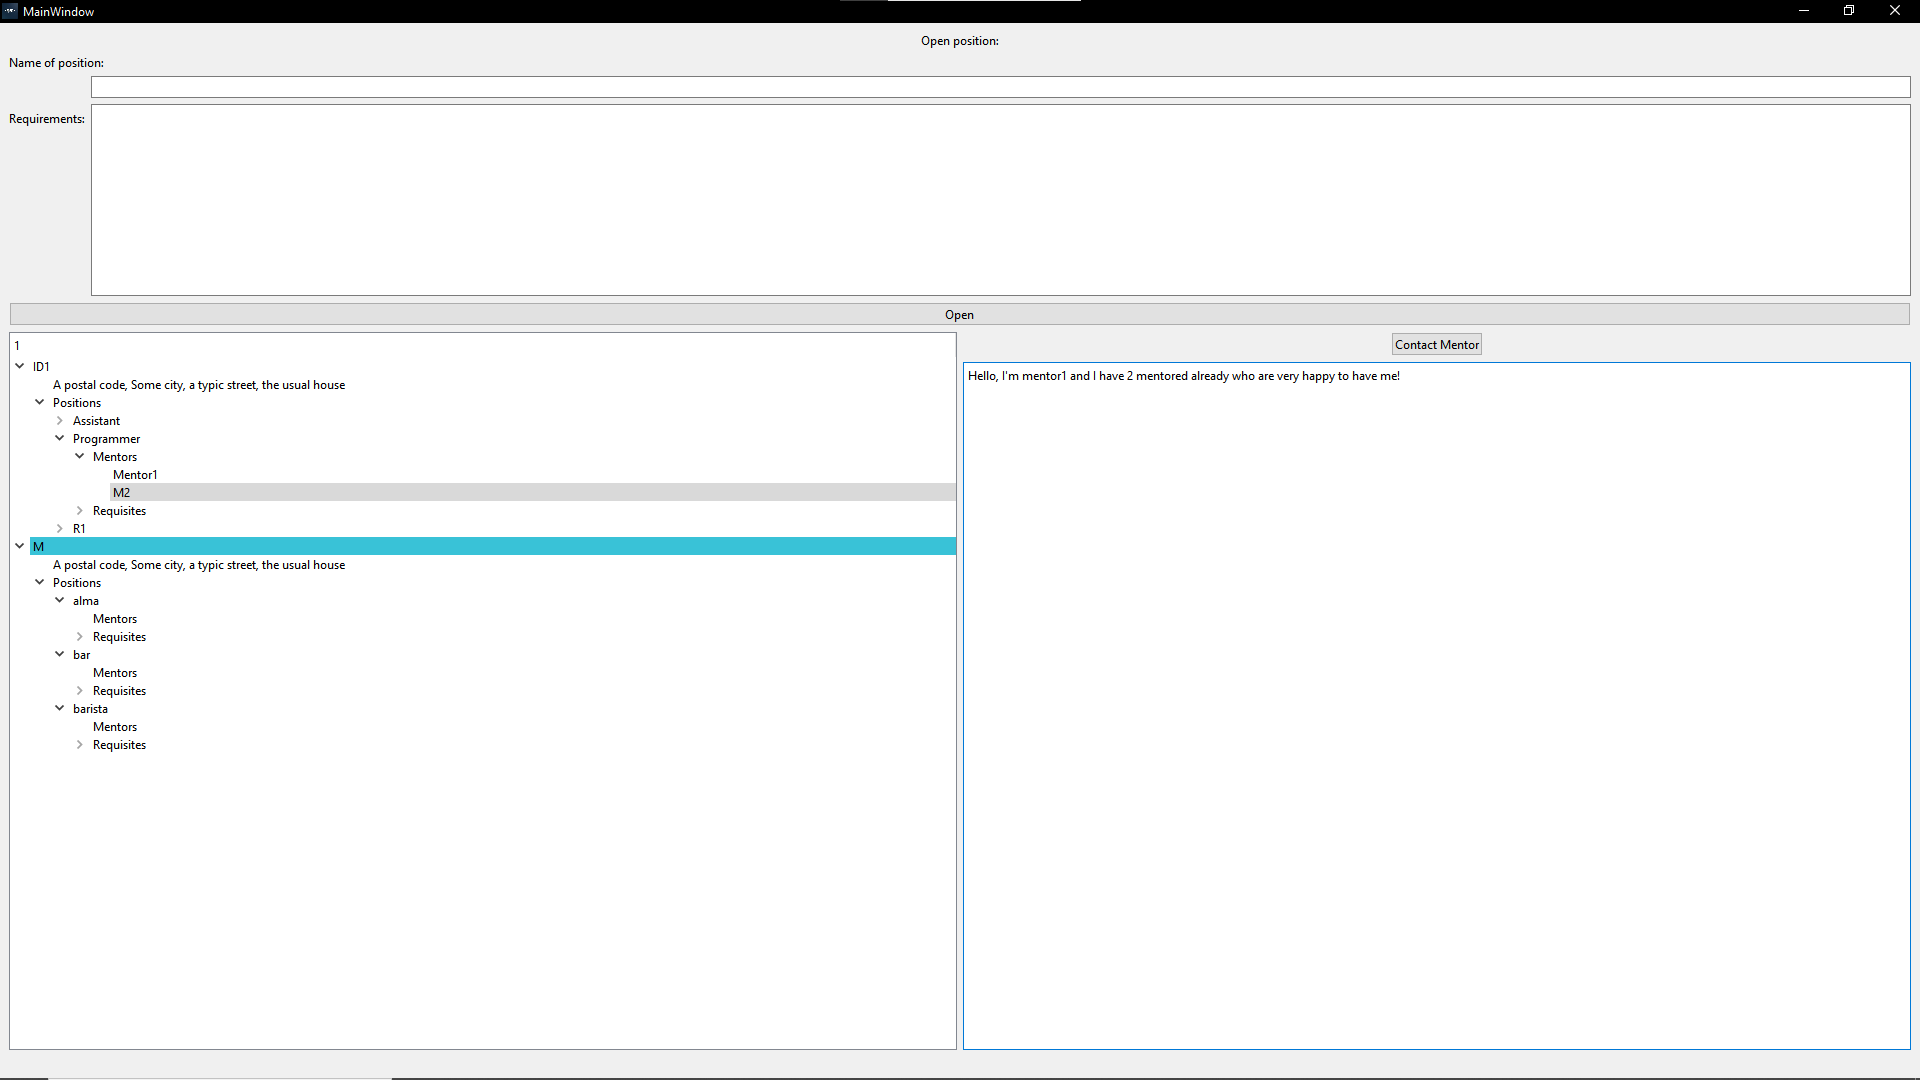 MainWindow
Open position:
Name of position:
Requirements:
Open
1
ID1
A postal code, Some city, a typic street, the usual house
Positions
Assistant
Programmer
Mentors
Mentor1
M2
Requisites
R1
M
A postal code, Some city, a typic street, the usual house
Positions
alma
Mentors
Requisites
bar
Mentors
Requisites
barista
Mentors
Requisites
Contact Mentor
Hello, I'm mentor1 and I have 2 mentored already who are very happy to have me!